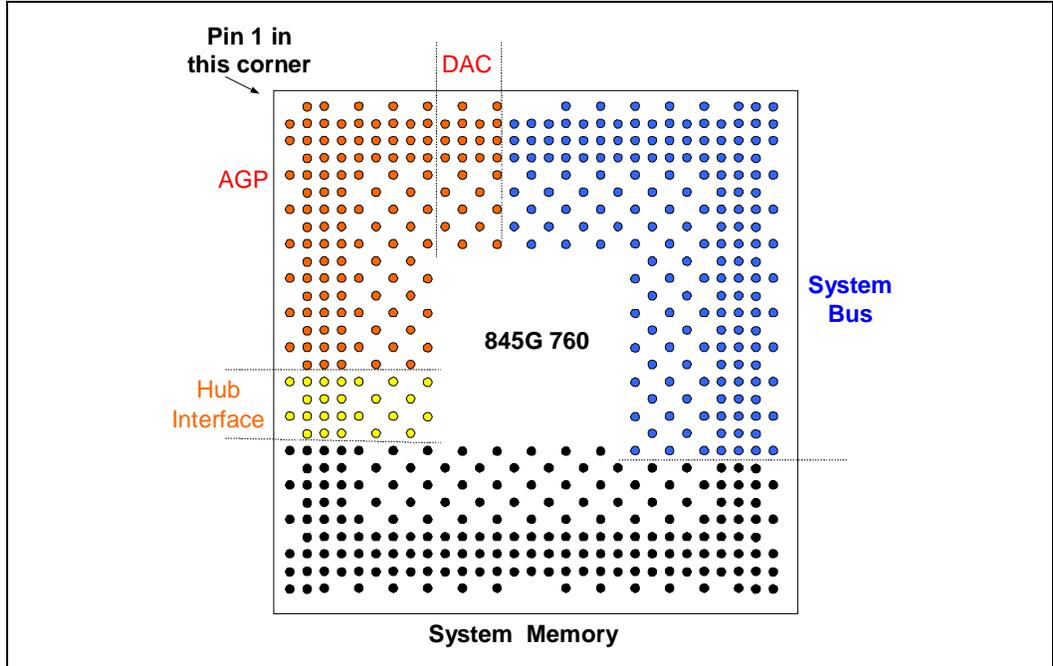 Pin 1 in
this corner
DAC
AGP
System
Bus
845G 760
Hub
Interface
System Memory